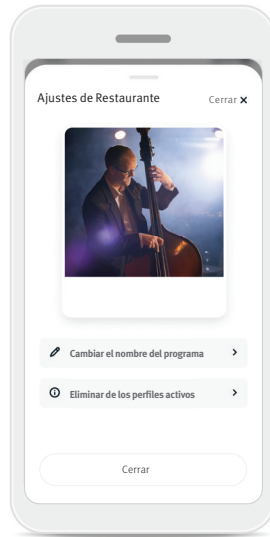 Ajustes de Restaurante
Cerrar ×
Cambiar el nombre del programa
Eliminar de los perfiles activos
Cerrar